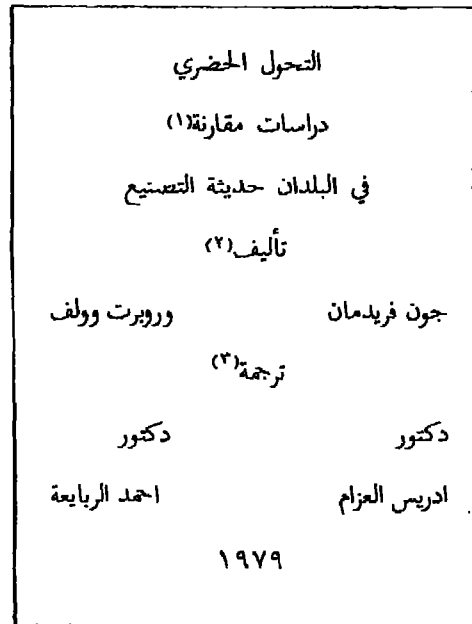 التحول الحضري
دراسات مقارنة(١)
في البلدان حديثة التصنيع
تأليف(٢)
جون فريدمان وروبرت وولف
ترجمة(٣)
دكتور دكتور
ادريس العزام احمد الربايعة
١٩٧٩